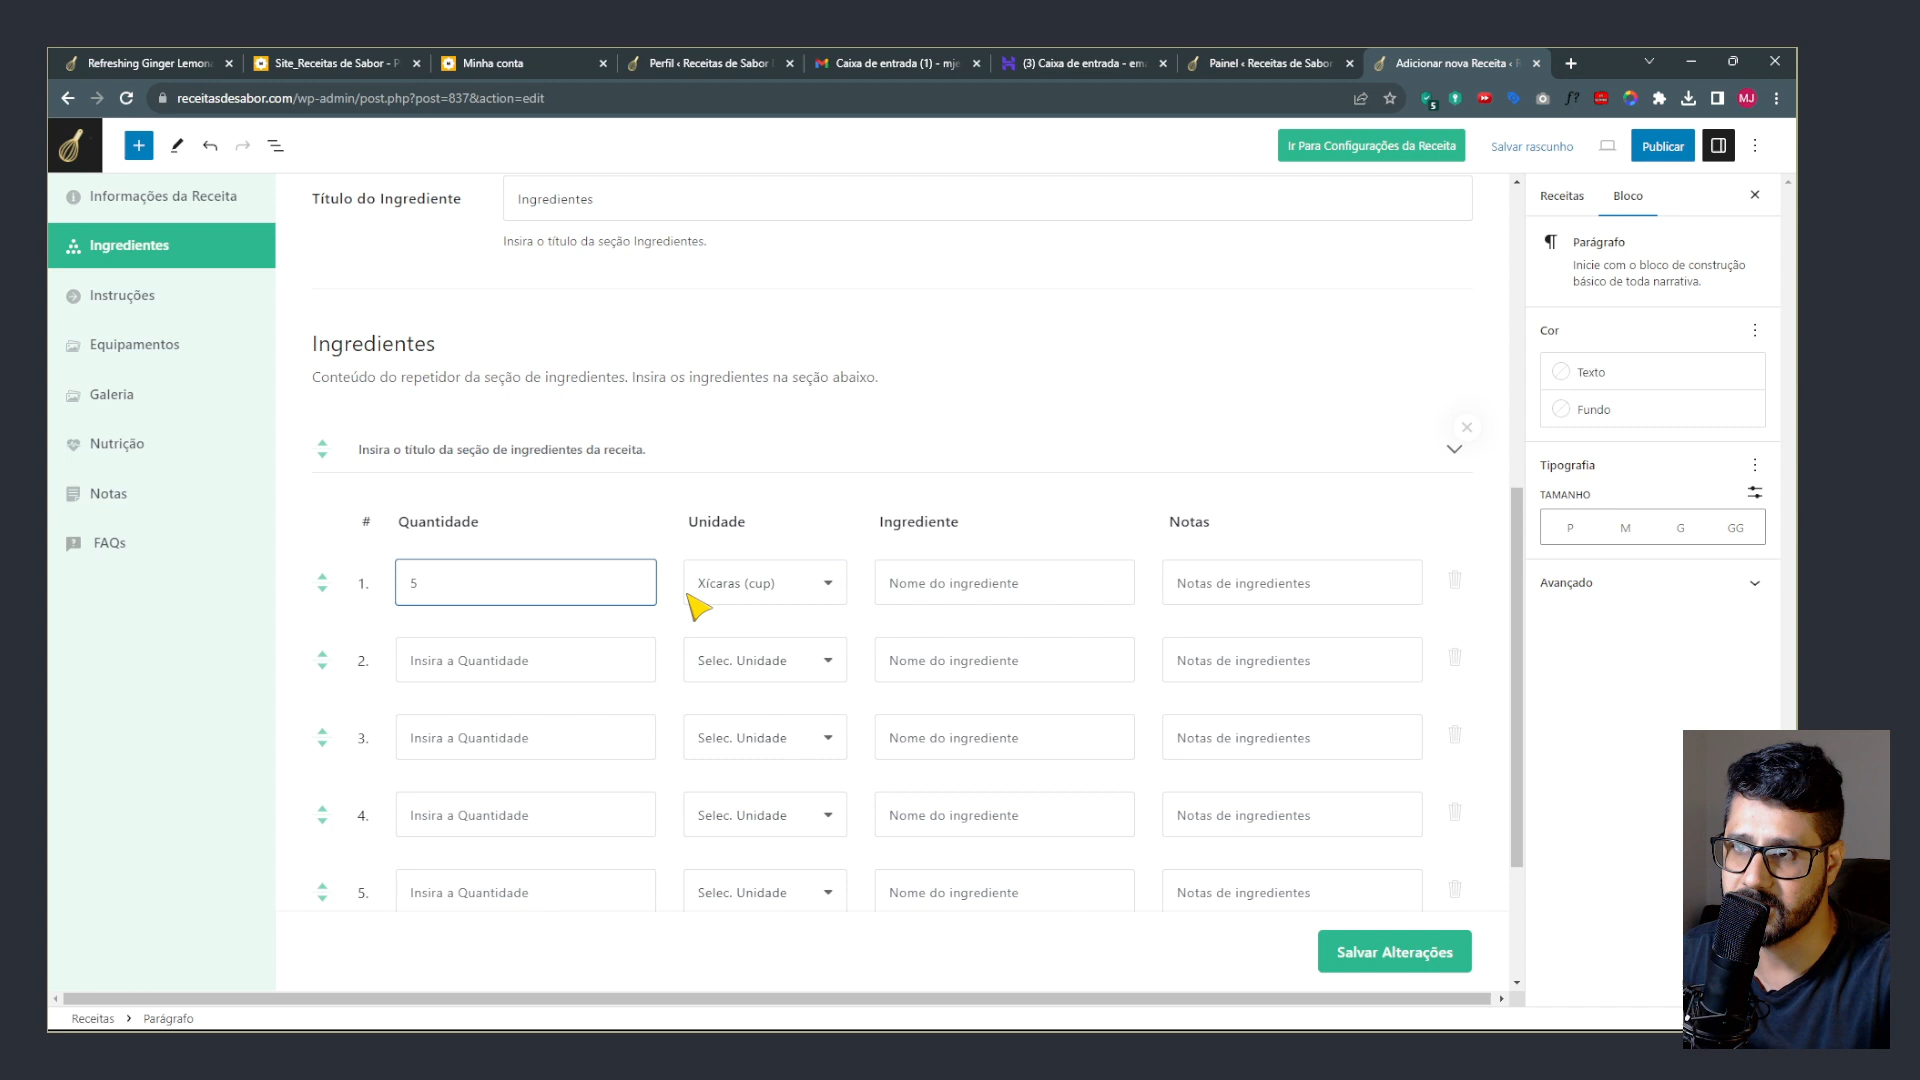 Refreshing Ginger Lemon
Site_Receitas de Sabor - P
Minha conta
Perfil ‹ Receitas de Sabor
Caixa de entrada (1) - mje
(3) Caixa de entrada - em
Painel ‹ Receitas de Sabor
Adicionar nova Receita ‹
receitasdesabor.com/wp-admin/post.php?post=837&action=edit
5
f?
MJ
Ir Para Configurações da Receita
Salvar rascunho
Publicar
Informações da Receita
Ingredientes
Instruções
Equipamentos
Galeria
Nutrição
Notas
FAQs
Título do Ingrediente
Ingredientes
Insira o título da seção Ingredientes.
Ingredientes
Conteúdo do repetidor da seção de ingredientes. Insira os ingredientes na seção abaixo.
Insira o título da seção de ingredientes da receita.
# Quantidade Unidade Ingrediente Notas
1. 5 Xícaras (cup) Nome do ingrediente Notas de ingredientes
2. Insira a Quantidade Selec. Unidade Nome do ingrediente Notas de ingredientes
3. Insira a Quantidade Selec. Unidade Nome do ingrediente Notas de ingredientes
4. Insira a Quantidade Selec. Unidade Nome do ingrediente Notas de ingredientes
5. Insira a Quantidade Selec. Unidade Nome do ingrediente Notas de ingredientes
Salvar Alterações
Receitas
Bloco
Parágrafo
Inicie com o bloco de construção
básico de toda narrativa.
Cor
Texto
Fundo
Tipografia
TAMANHO
P M G GG
Avançado
Receitas › Parágrafo